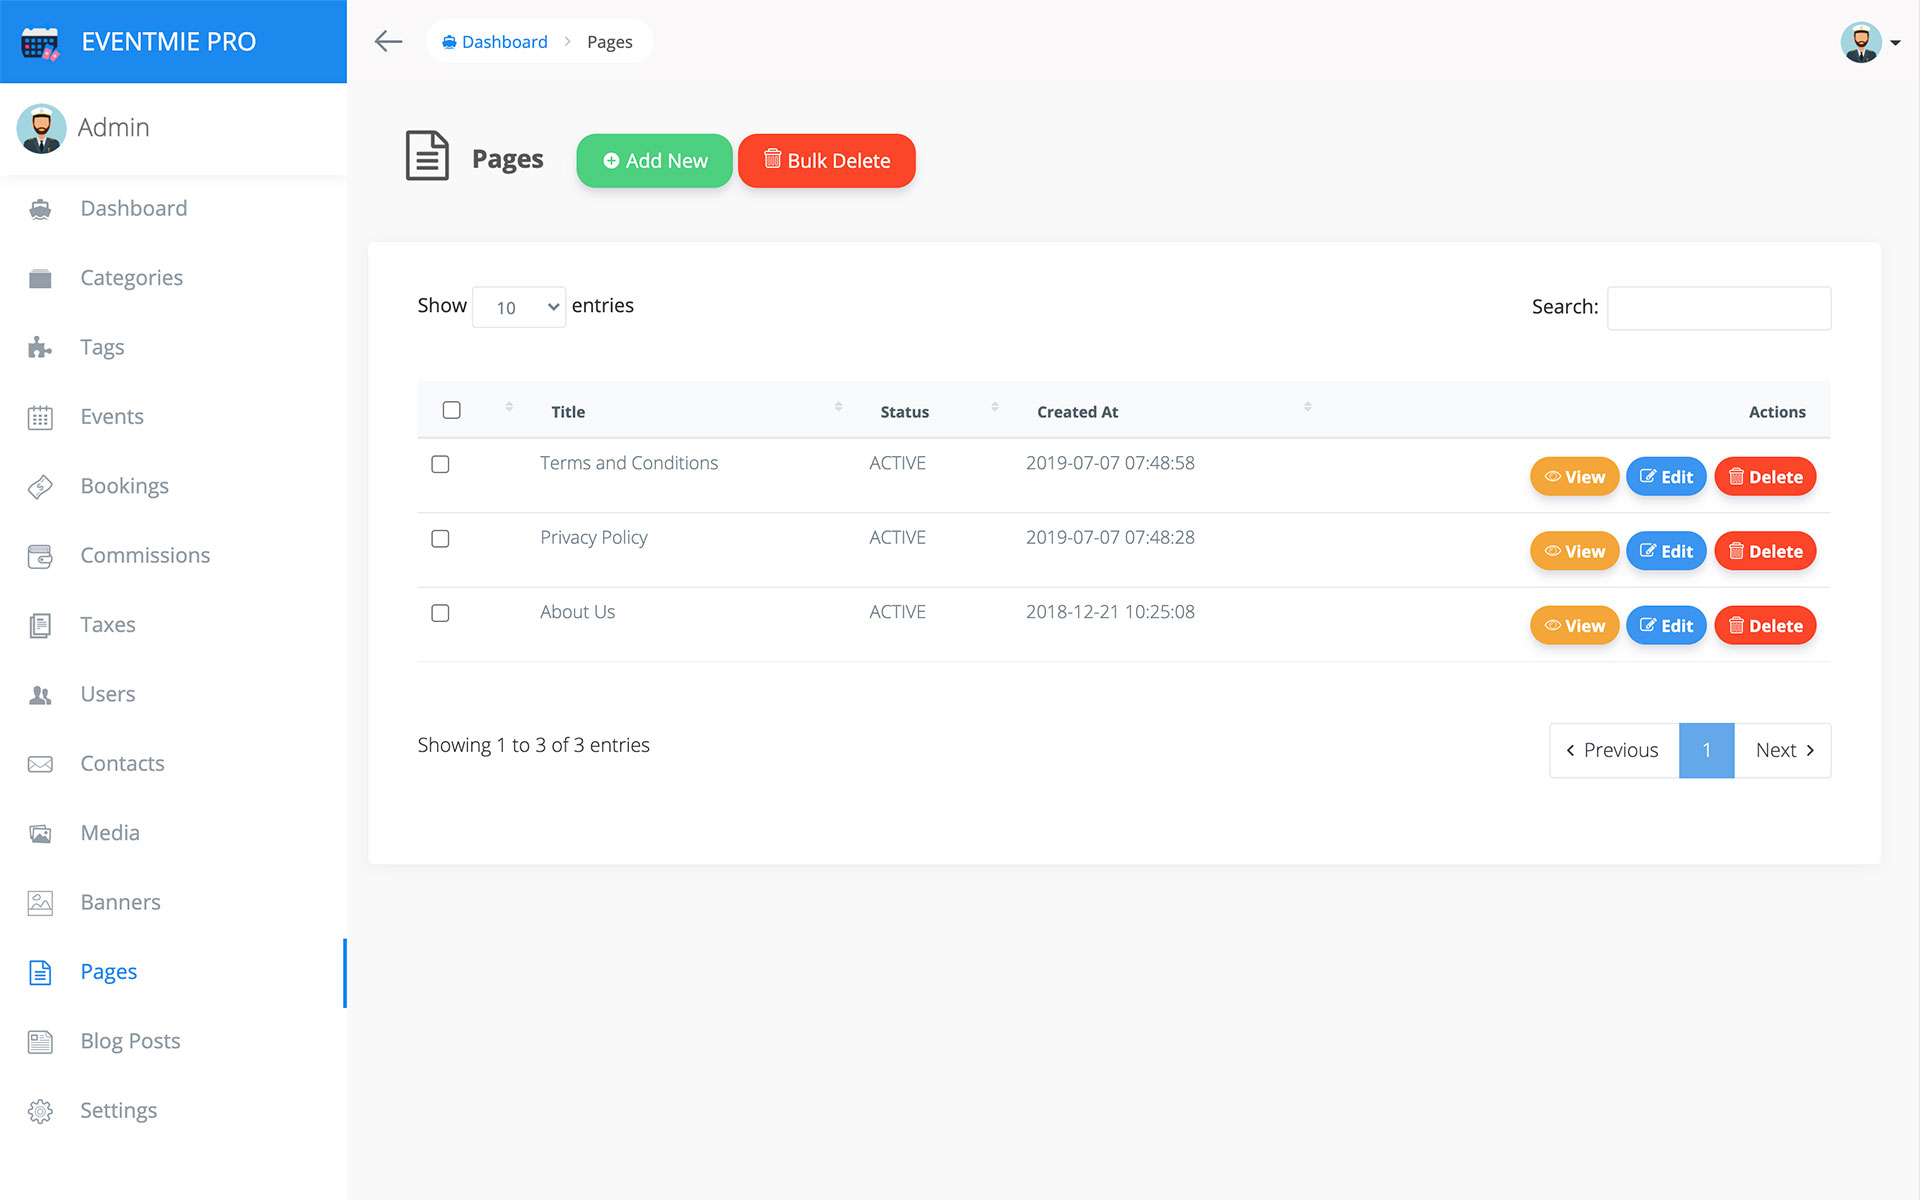 EVENTMIE PRO
Dashboard > Pages
Admin
Dashboard
Categories
Tags
Events
Bookings
Commissions
Taxes
Users
Contacts
Media
Banners
Pages
Blog Posts
Settings
Pages Add New Bulk Delete
Show 10 entries Search:
Title Status Created At Actions
Terms and Conditions ACTIVE 2019-07-07 07:48:58 View Edit Delete
Privacy Policy ACTIVE 2019-07-07 07:48:28 View Edit Delete
About Us ACTIVE 2018-12-21 10:25:08 View Edit Delete
Showing 1 to 3 of 3 entries ‹ Previous 1 Next ›